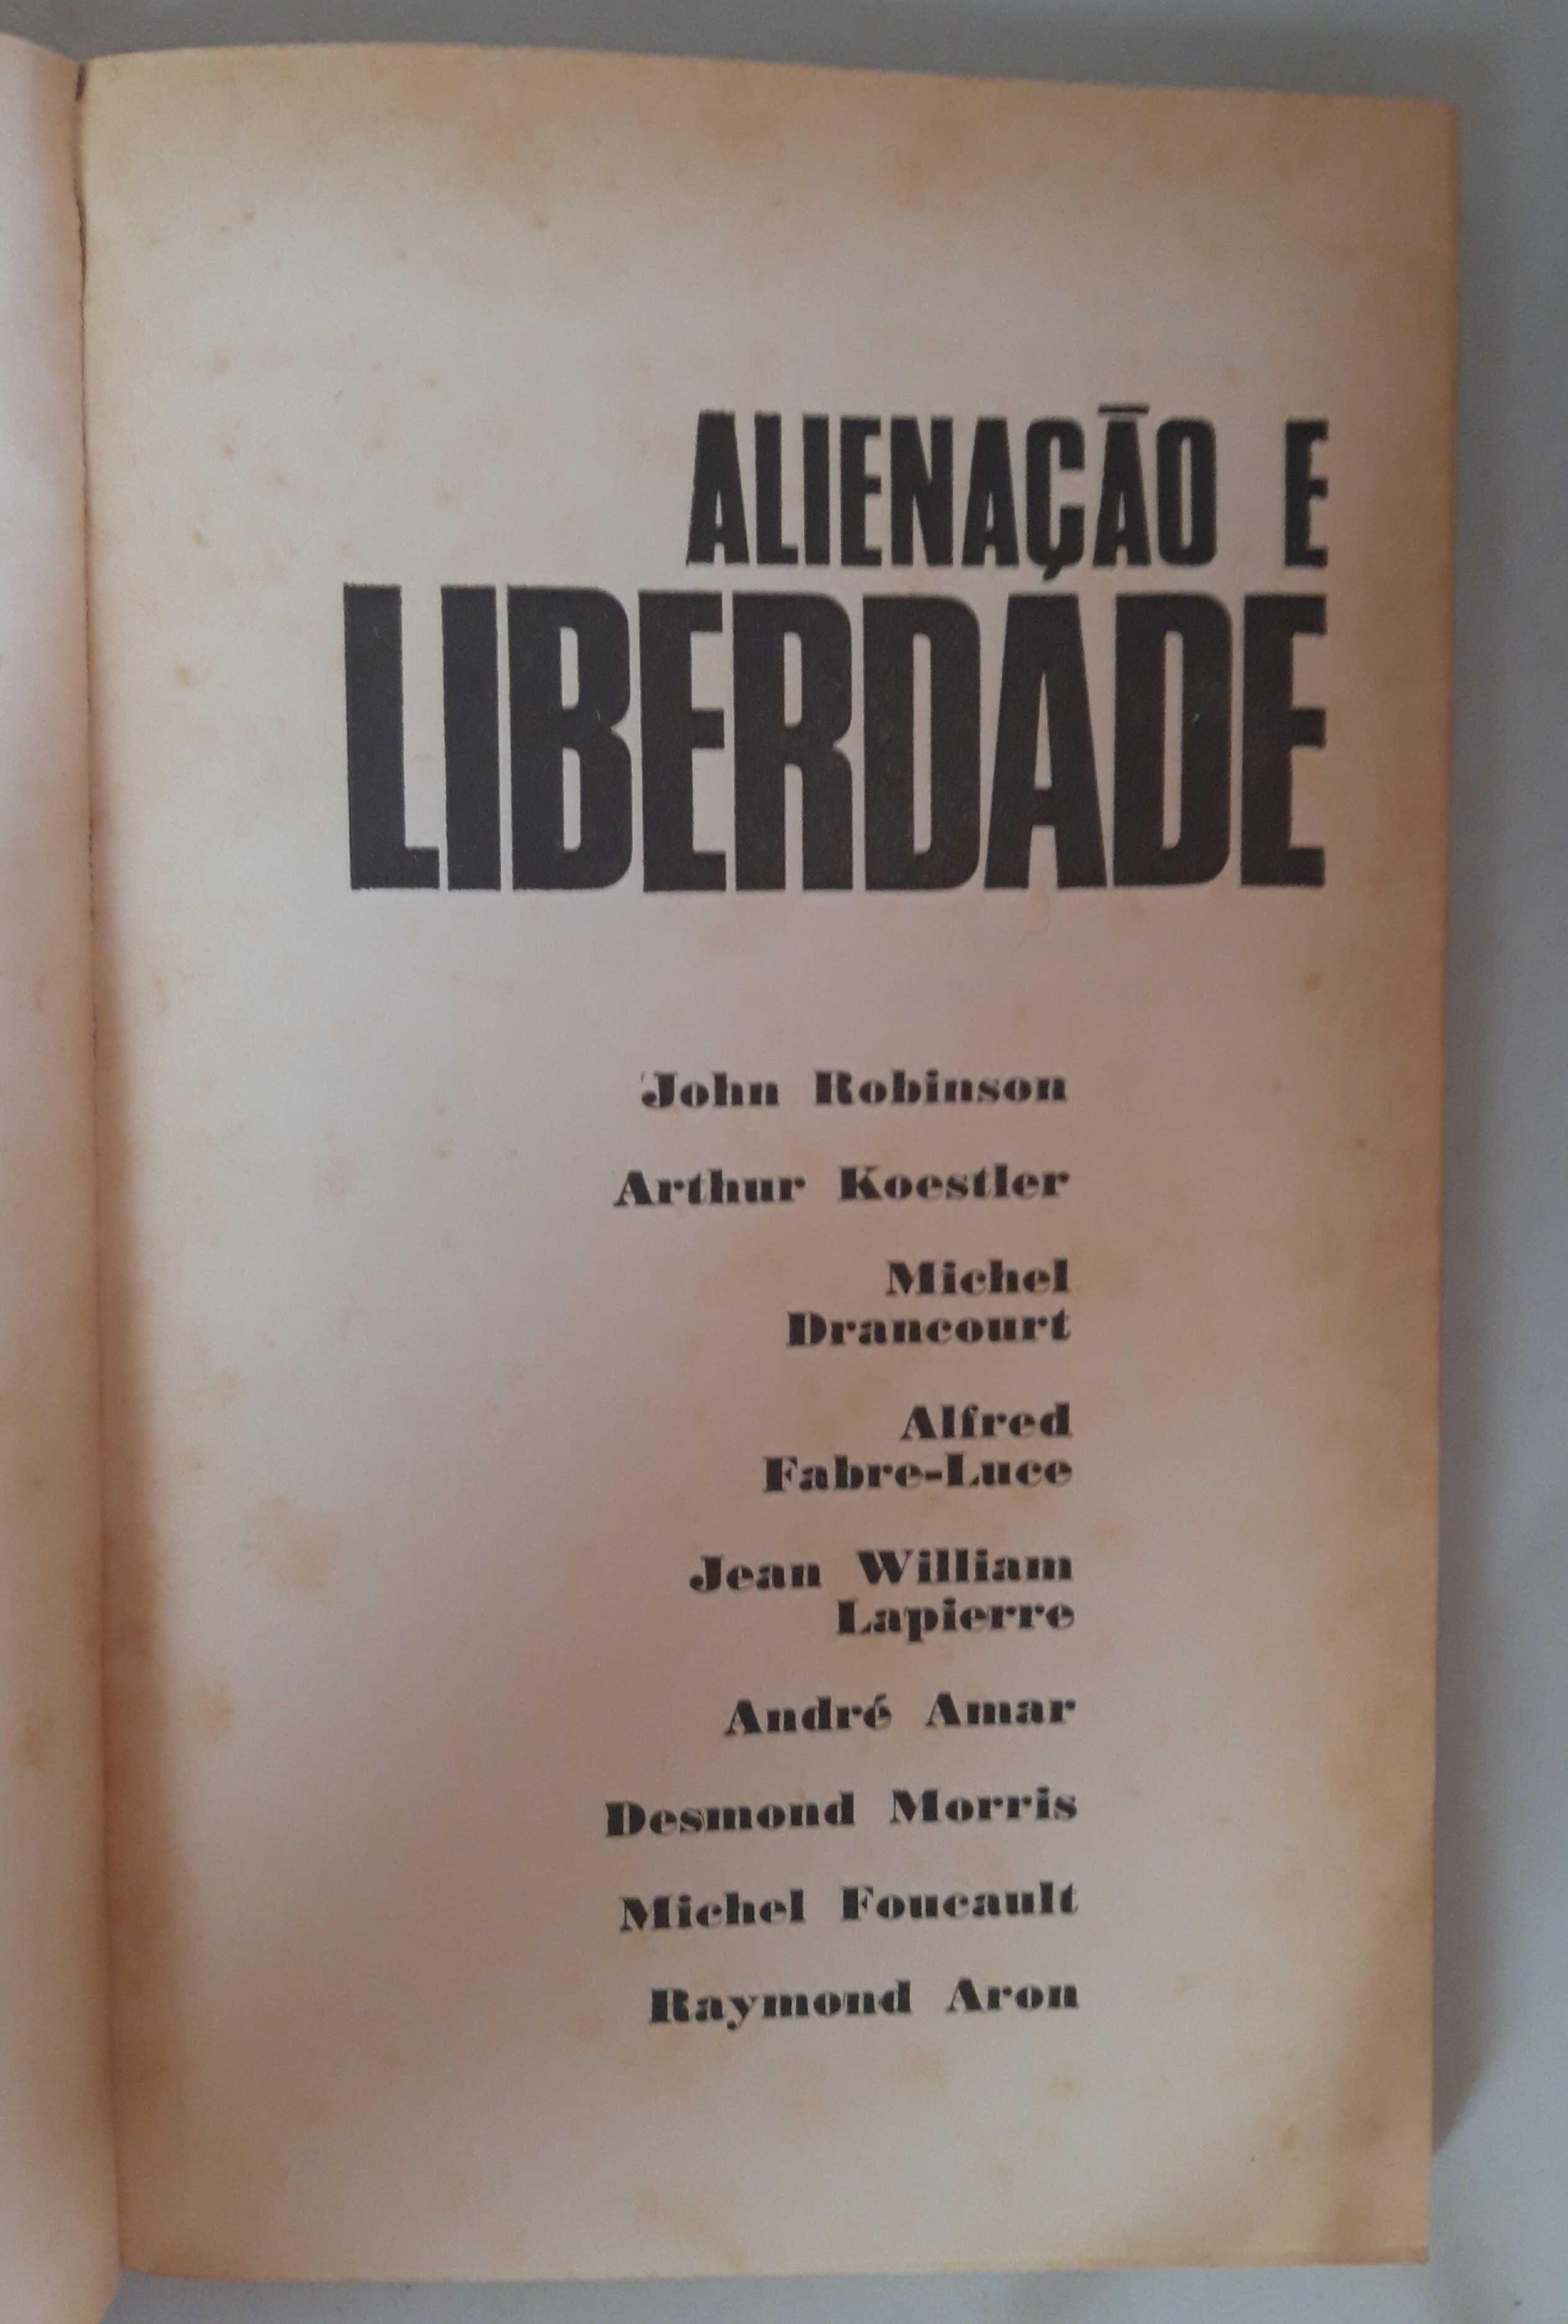 ALIENAÇÃO E
LIBERDADE
John Robinson
Arthur Koestler
Michel
Drancourt
Alfred
Fabre-Luce
Jean William
Lapierre
André Amar
Desmond Morris
Michel Foucault
Raymond Aron